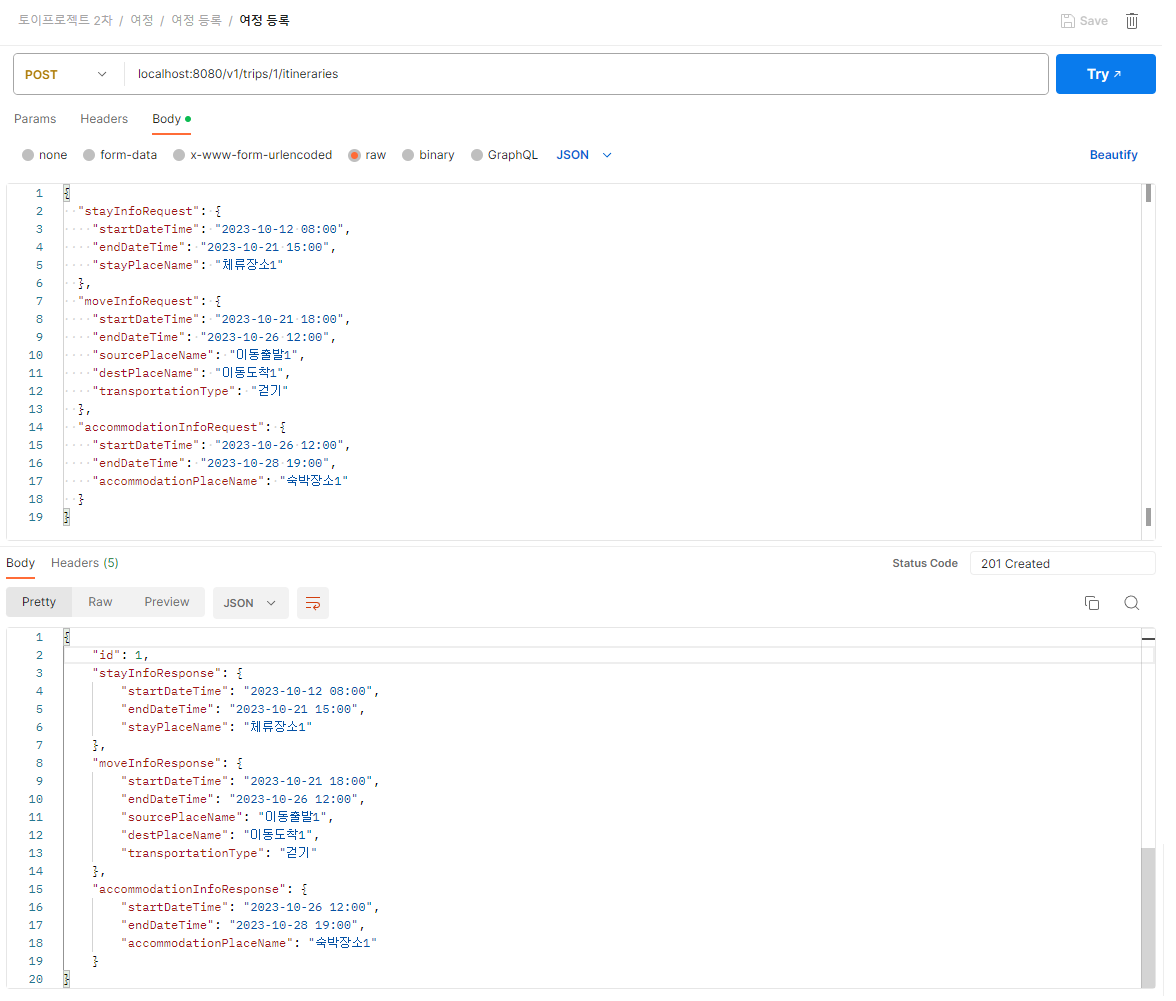 토이프로젝트 2차 / 여정 / 여정 등록 / 여정 등록 Save
POST localhost:8080/v1/trips/1/itineraries Try ↗
Params Headers Body
none form-data x-www-form-urlencoded raw binary GraphQL JSON Beautify
1 {
2 "stayInfoRequest": {
3 "startDateTime": "2023-10-12 08:00",
4 "endDateTime": "2023-10-21 15:00",
5 "stayPlaceName": "체류장소1"
6 },
7 "moveInfoRequest": {
8 "startDateTime": "2023-10-21 18:00",
9 "endDateTime": "2023-10-26 12:00",
10 "sourcePlaceName": "이동출발1",
11 "destPlaceName": "이동도착1",
12 "transportationType": "걷기"
13 },
14 "accommodationInfoRequest": {
15 "startDateTime": "2023-10-26 12:00",
16 "endDateTime": "2023-10-28 19:00",
17 "accommodationPlaceName": "숙박장소1"
18 }
19 }
Body Headers (5) Status Code 201 Created
Pretty Raw Preview JSON
1 {
2 "id": 1,
3 "stayInfoResponse": {
4 "startDateTime": "2023-10-12 08:00",
5 "endDateTime": "2023-10-21 15:00",
6 "stayPlaceName": "체류장소1"
7 },
8 "moveInfoResponse": {
9 "startDateTime": "2023-10-21 18:00",
10 "endDateTime": "2023-10-26 12:00",
11 "sourcePlaceName": "이동출발1",
12 "destPlaceName": "이동도착1",
13 "transportationType": "걷기"
14 },
15 "accommodationInfoResponse": {
16 "startDateTime": "2023-10-26 12:00",
17 "endDateTime": "2023-10-28 19:00",
18 "accommodationPlaceName": "숙박장소1"
19 }
20 }